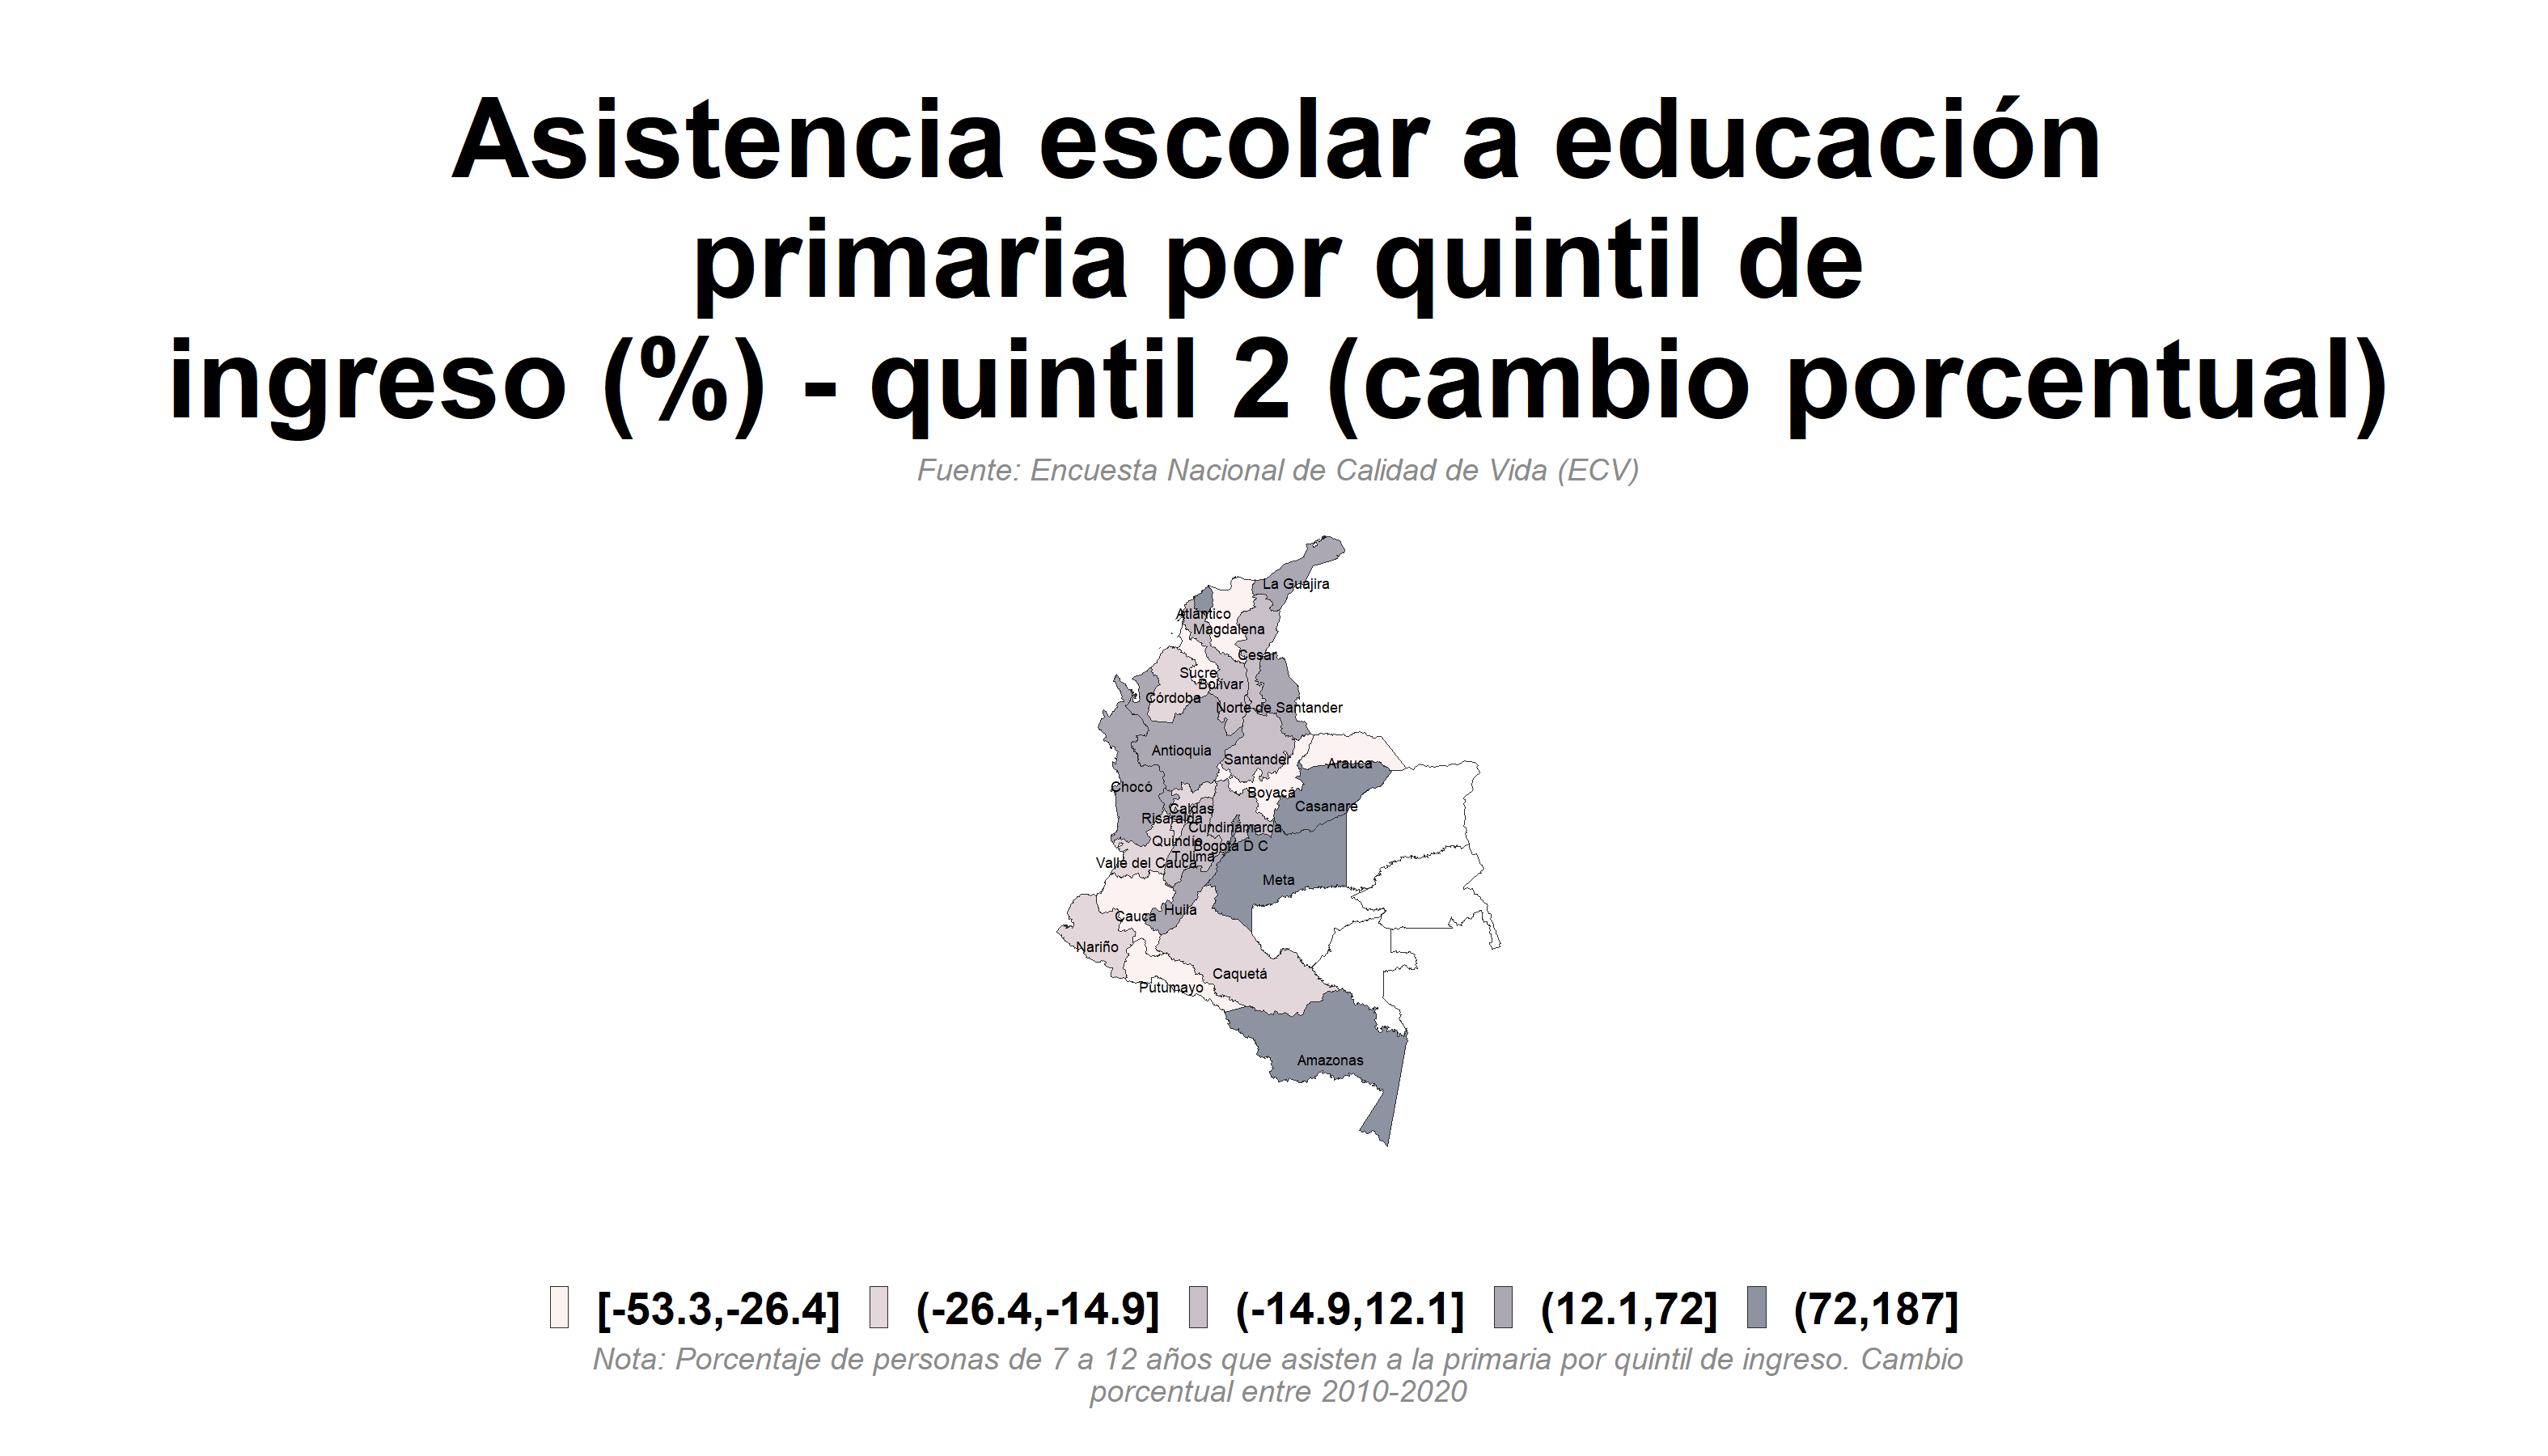 Asistencia escolar a educación
primaria por quintil de
ingreso (%) - quintil 2 (cambio porcentual)
Fuente: Encuesta Nacional de Calidad de Vida (ECV)
La Guajira
Atlántico
Magdalena
Cesar
Sucre
Bolívar
Córdoba
Norte de Santander
Antioquia
Santander
Arauca
Chocó
Boyacá
Casanare
Caldas
Risaralda
Cundinamarca
Quindío
Bogotá D C
Tolima
Valle del Cauca
Meta
Huila
Cauca
Nariño
Caquetá
Putumayo
Amazonas
[-53.3,-26.4] (-26.4,-14.9] (-14.9,12.1] (12.1,72] (72,187]
Nota: Porcentaje de personas de 7 a 12 años que asisten a la primaria por quintil de ingreso. Cambio
porcentual entre 2010-2020